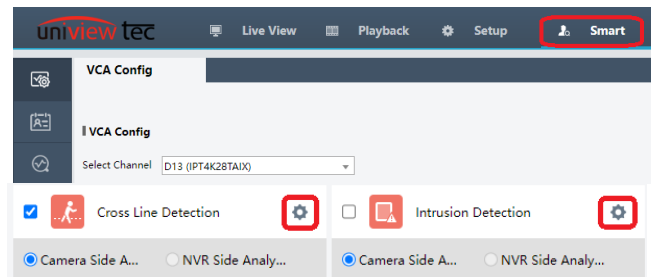 uniview tec Live View Playback Setup Smart
VCA Config
VCA Config
Select Channel D13 (IPT4K28TAIX)
Cross Line Detection Intrusion Detection
Camera Side A... NVR Side Analy... Camera Side A... NVR Side Analy...